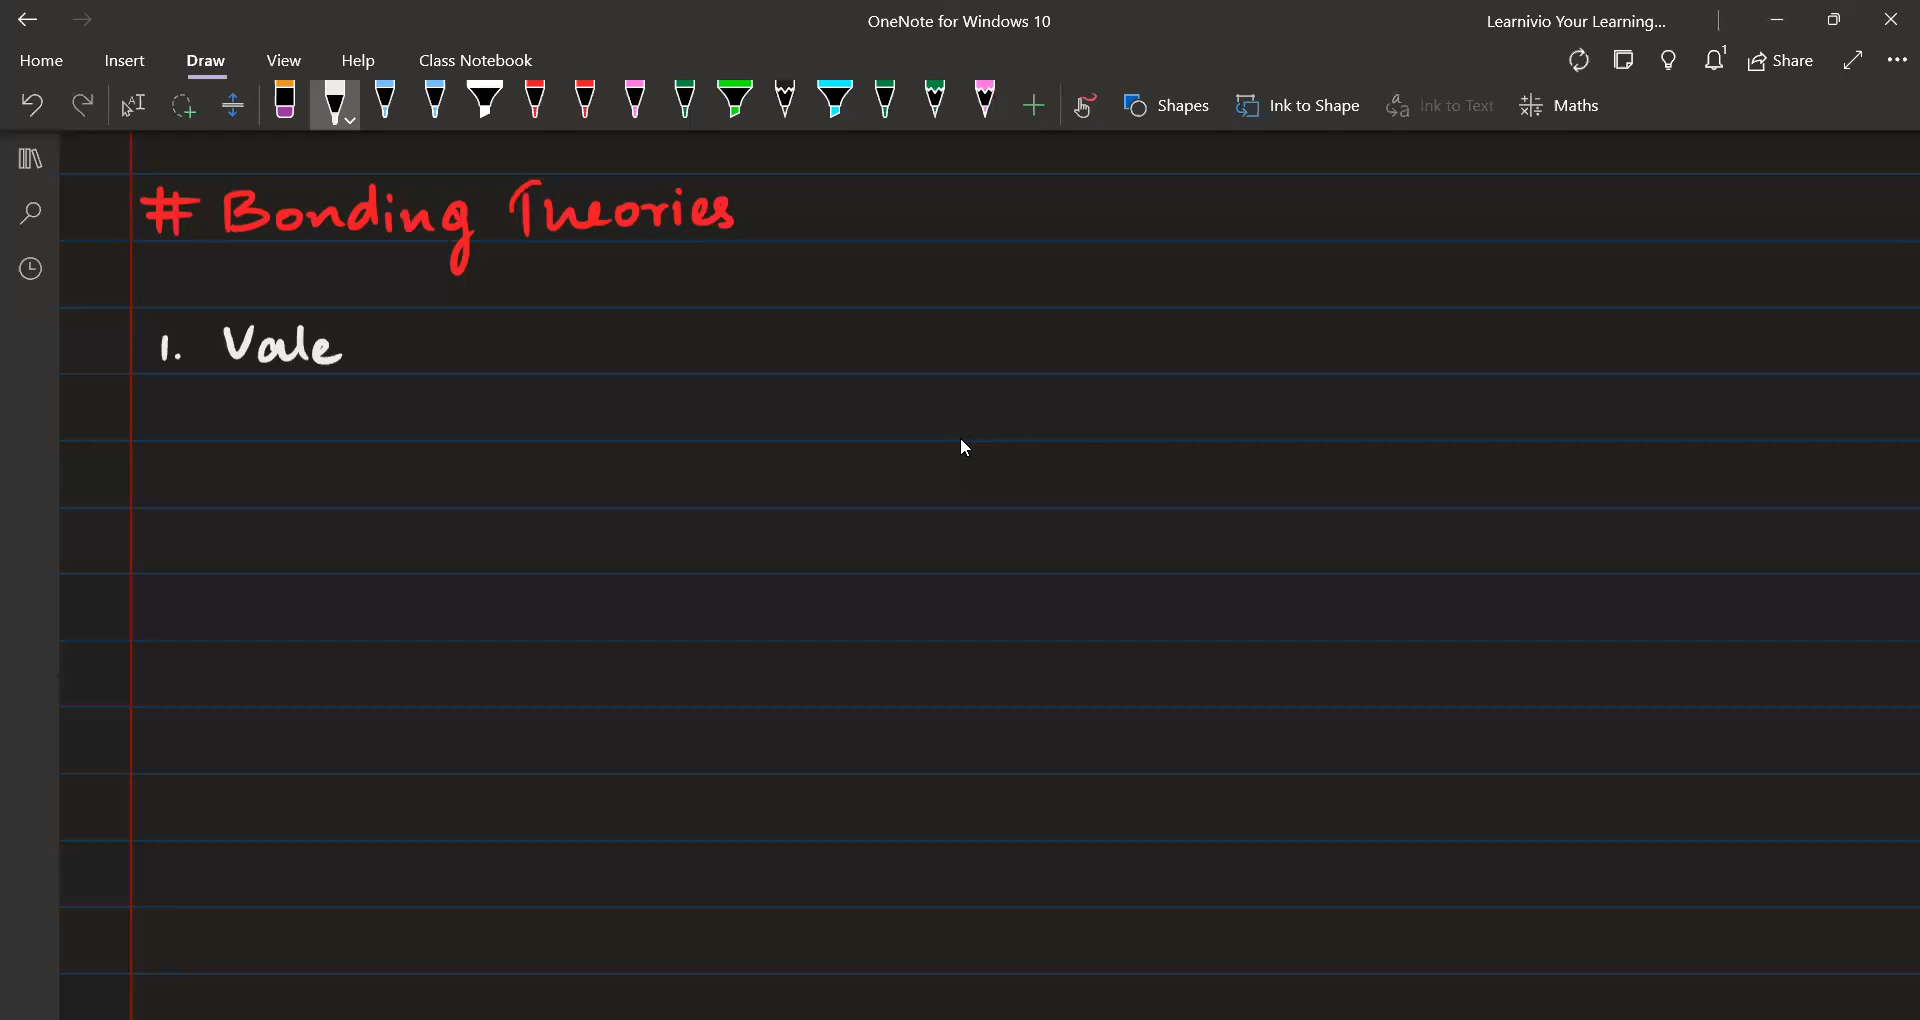 OneNote for Windows 10
Learnivio Your Learning...
Home Insert Draw View Help Class Notebook
1 Share
Shapes Ink to Shape Ink to Text Maths
# Bonding Theories
1. Vale